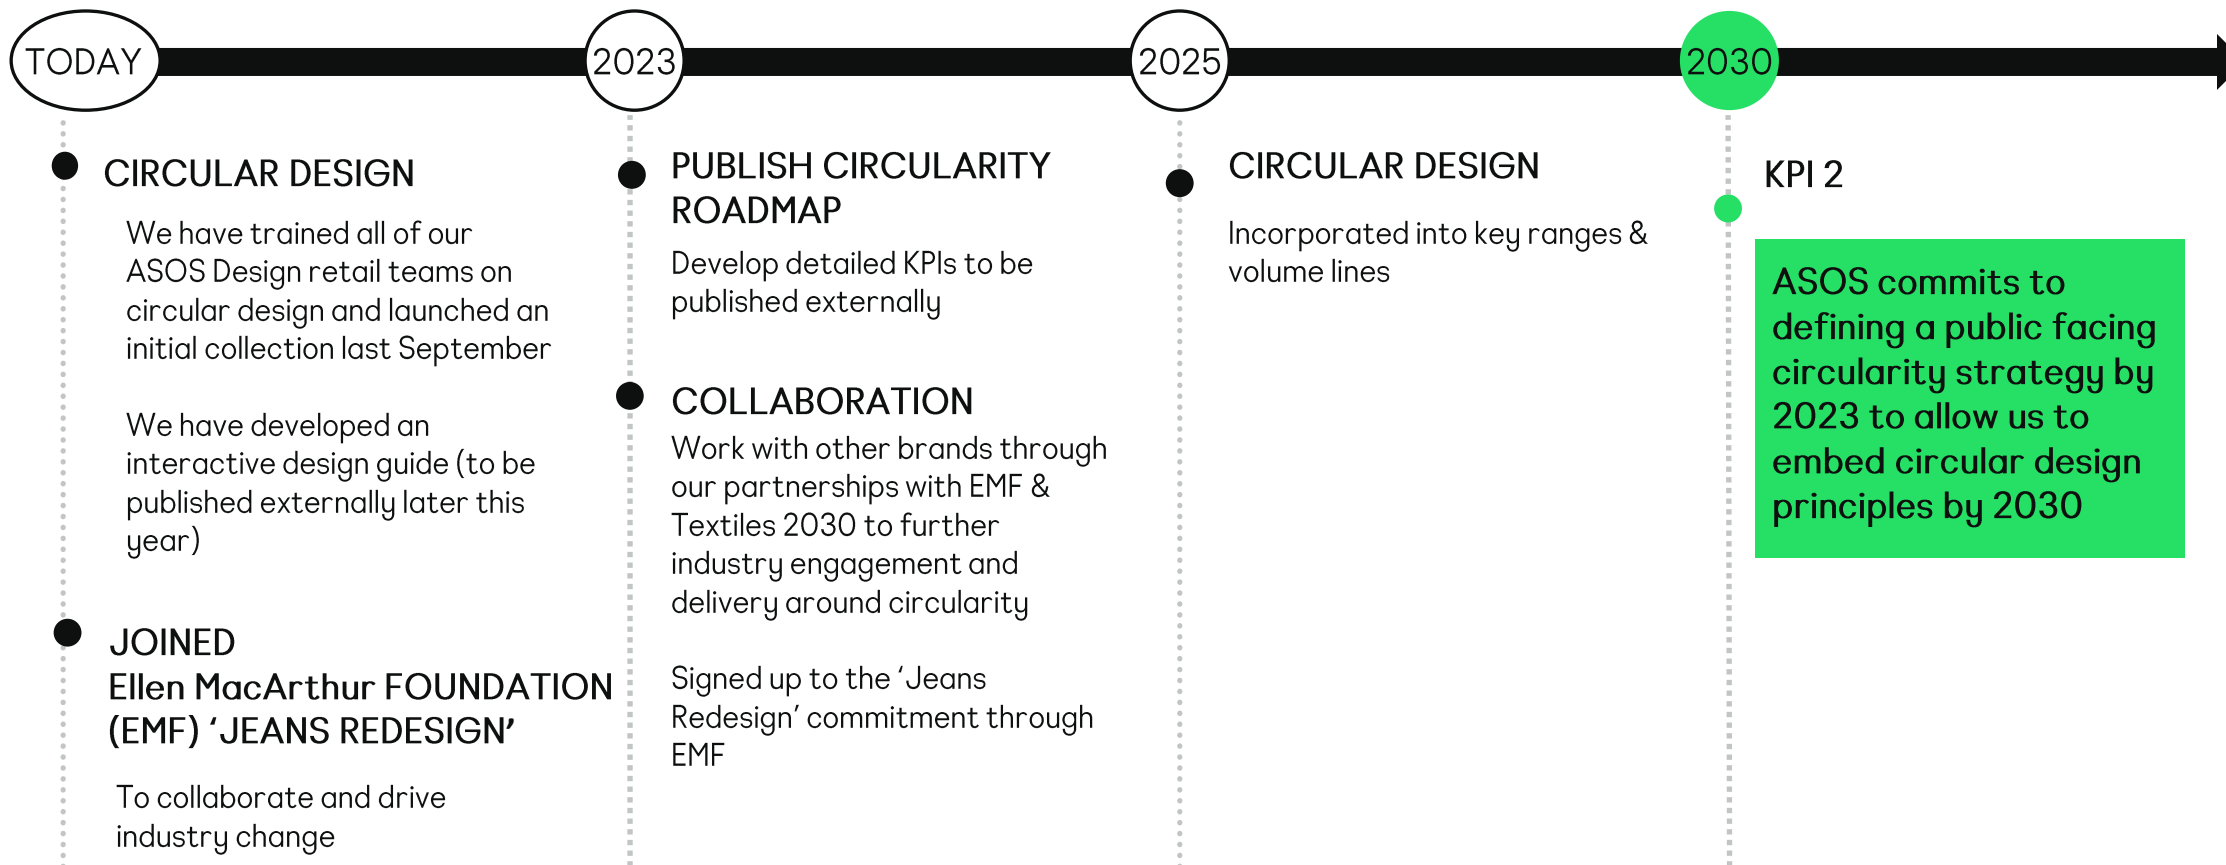 TODAY
2023
2025
2030
CIRCULAR DESIGN
We have trained all of our
ASOS Design retail teams on
circular design and launched an
initial collection last September
We have developed an
interactive design guide (to be
published externally later this
year)
JOINED
Ellen MacArthur FOUNDATION
(EMF) ‘JEANS REDESIGN’
To collaborate and drive
industry change
PUBLISH CIRCULARITY
ROADMAP
Develop detailed KPIs to be
published externally
COLLABORATION
Work with other brands through
our partnerships with EMF &
Textiles 2030 to further
industry engagement and
delivery around circularity
Signed up to the ‘Jeans
Redesign’ commitment through
EMF
CIRCULAR DESIGN
Incorporated into key ranges &
volume lines
KPI 2
ASOS commits to
defining a public facing
circularity strategy by
2023 to allow us to
embed circular design
principles by 2030